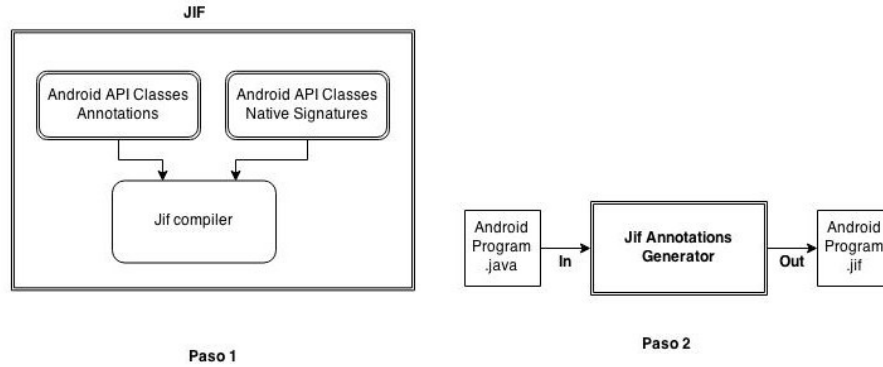 JIF
Android API Classes
Annotations
Android API Classes
Native Signatures
Jif compiler
Paso 1
Android
Program
.java
In
Jif Annotations
Generator
Out
Android
Program
.jif
Paso 2